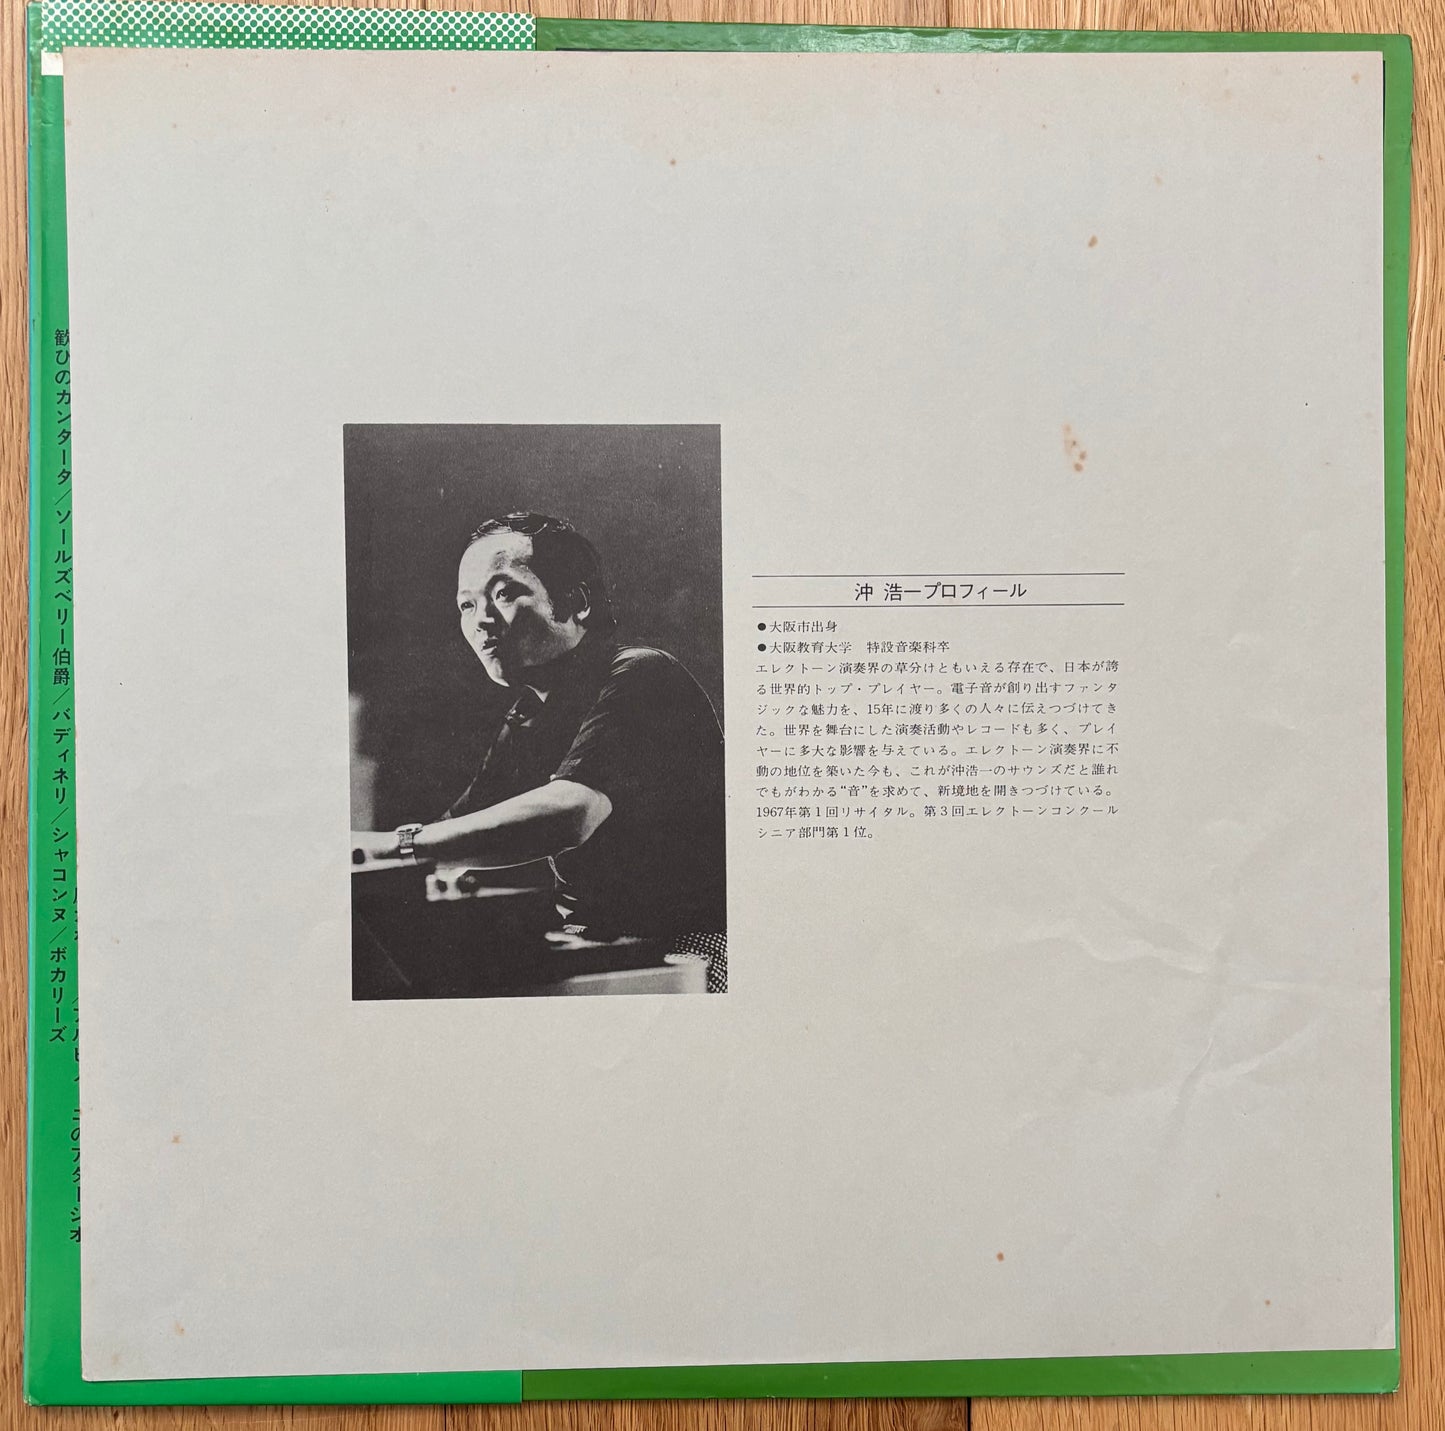 沖 浩一プロフィール
●大阪市出身
●大阪教育大学　特設音楽科卒
エレクトーン演奏界の草分けともいえる存在で、日本が誇
る世界的トップ・プレイヤー。電子音が創り出すファンタ
ジックな魅力を、15年に渡り多くの人々に伝えつづけてき
た。世界を舞台にした演奏活動やレコードも多く、プレイ
ヤーに多大な影響を与えている。エレクトーン演奏界に不
動の地位を築いた今も、これが沖浩一のサウンズだと誰れ
でもがわかる“音”を求めて、新境地を開きつづけている。
1967年第1回リサイタル。第3回エレクトーンコンクール
シニア部門第1位。
歓びのカンタータ／ソールズベリー伯爵／バディネリ／シャコンヌ／ボカリーズ
のアダージオ